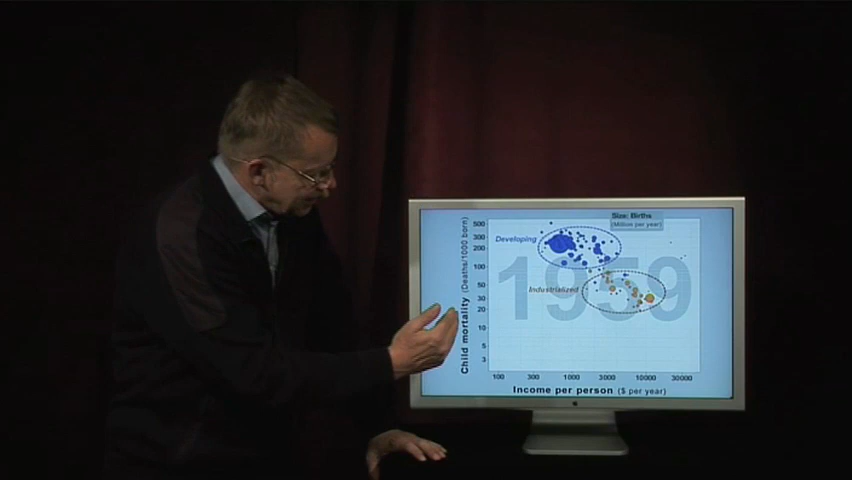 Size: Births
(Million per year)
Child mortality (Deaths/1000 born)
500
300
200
100
50
30
20
10
5
3
Developing
1959
Industrialized
100 300 1000 3000 10000 30000
Income per person ($ per year)